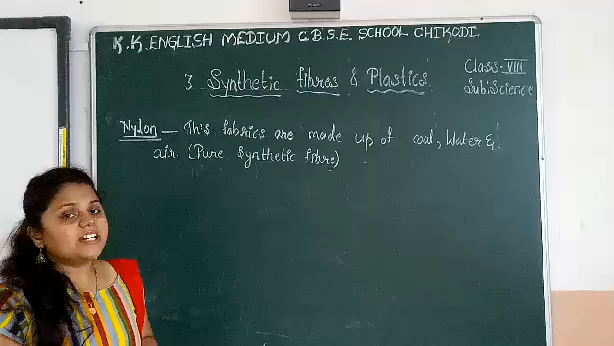 K.K. ENGLISH MEDIUM C.B.S.E. SCHOOL CHIKODI.
3 Synthetic fibres & Plastics.
Class-VIII
Sub:Science
Nylon - This fabrics are made up of coal, Water &
air. (Pure Synthetic fibre)